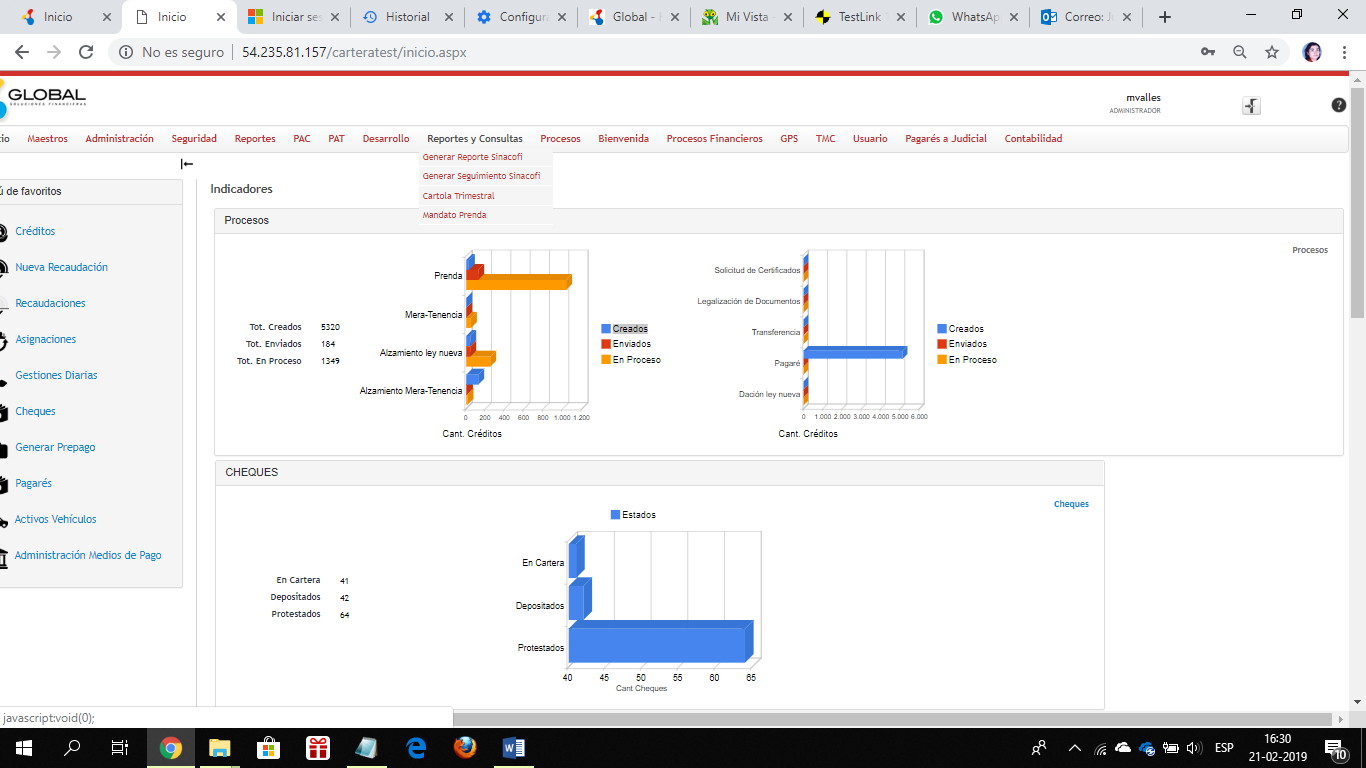 Inicio
Inicio
Iniciar se
Historial
Configura
Global -
Mi Vista -
TestLink
WhatsAp
Correo: J
No es seguro | 54.235.81.157/carteratest/inicio.aspx
GLOBAL
SOLUCIONES FINANCIERAS
mvalles
ADMINISTRADOR
cio Maestros Administración Seguridad Reportes PAC PAT Desarrollo Reportes y Consultas Procesos Bienvenida Procesos Financieros GPS TMC Usuario Pagarés a Judicial Contabilidad
Generar Reporte Sinacofi
Generar Seguimiento Sinacofi
Cartola Trimestral
Mandato Prenda
ú de favoritos
Créditos
Nueva Recaudación
Recaudaciones
Asignaciones
Gestiones Diarias
Cheques
Generar Prepago
Pagarés
Activos Vehículos
Administración Medios de Pago
Indicadores
Procesos
Procesos
Tot. Creados 5320
Tot. Enviados 184
Tot. En Proceso 1349
Prenda
Mera-Tenencia
Alzamiento ley nueva
Alzamiento Mera-Tenencia
0 200 400 600 800 1.000 1.200
Cant. Créditos
Creados
Enviados
En Proceso
Solicitud de Certificados
Legalización de Documentos
Transferencia
Pagaré
Dación ley nueva
0 1.000 2.000 3.000 4.000 5.000 6.000
Cant. Créditos
Creados
Enviados
En Proceso
CHEQUES
Cheques
Estados
En Cartera 41
Depositados 42
Protestados 64
En Cartera
Depositados
Protestados
40 45 50 55 60 65
Cant Cheques
javascript:void(0);
ESP
16:30
21-02-2019
10